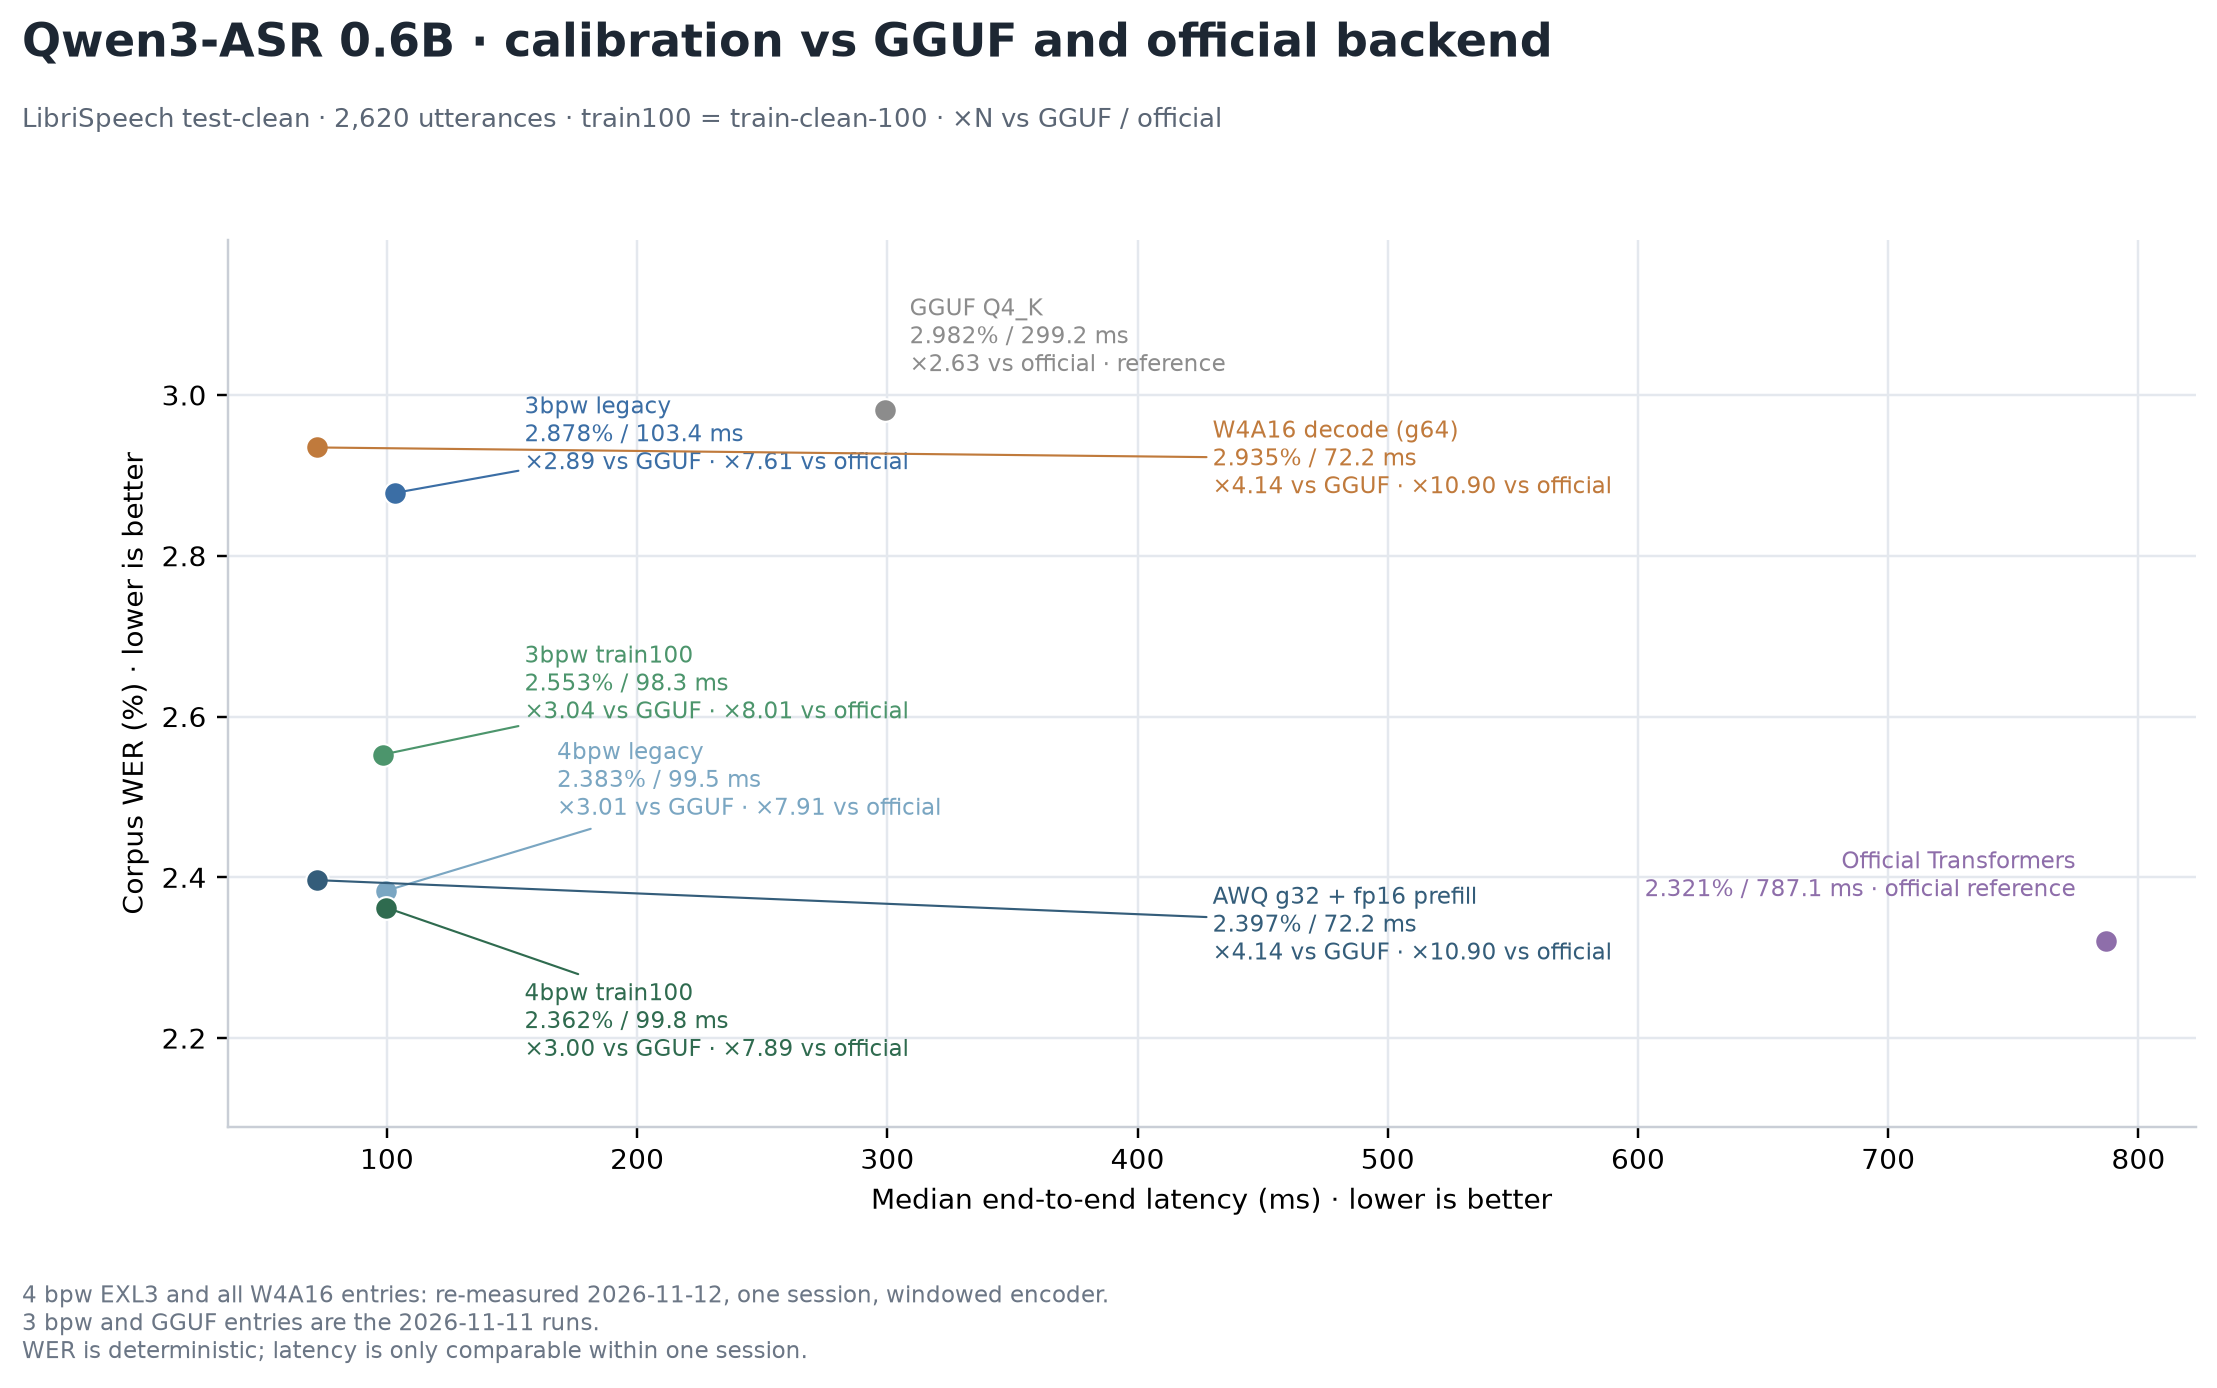 Qwen3-ASR 0.6B · calibration vs GGUF and official backend
LibriSpeech test-clean · 2,620 utterances · train100 = train-clean-100 · ×N vs GGUF / official
GGUF Q4_K
2.982% / 299.2 ms
×2.63 vs official · reference
3bpw legacy
2.878% / 103.4 ms
×2.89 vs GGUF · ×7.61 vs official
W4A16 decode (g64)
2.935% / 72.2 ms
×4.14 vs GGUF · ×10.90 vs official
3bpw train100
2.553% / 98.3 ms
×3.04 vs GGUF · ×8.01 vs official
4bpw legacy
2.383% / 99.5 ms
×3.01 vs GGUF · ×7.91 vs official
Official Transformers
2.321% / 787.1 ms · official reference
AWQ g32 + fp16 prefill
2.397% / 72.2 ms
×4.14 vs GGUF · ×10.90 vs official
4bpw train100
2.362% / 99.8 ms
×3.00 vs GGUF · ×7.89 vs official
Corpus WER (%) · lower is better
3.0
2.8
2.6
2.4
2.2
100 200 300 400 500 600 700 800
Median end-to-end latency (ms) · lower is better
4 bpw EXL3 and all W4A16 entries: re-measured 2026-11-12, one session, windowed encoder.
3 bpw and GGUF entries are the 2026-11-11 runs.
WER is deterministic; latency is only comparable within one session.